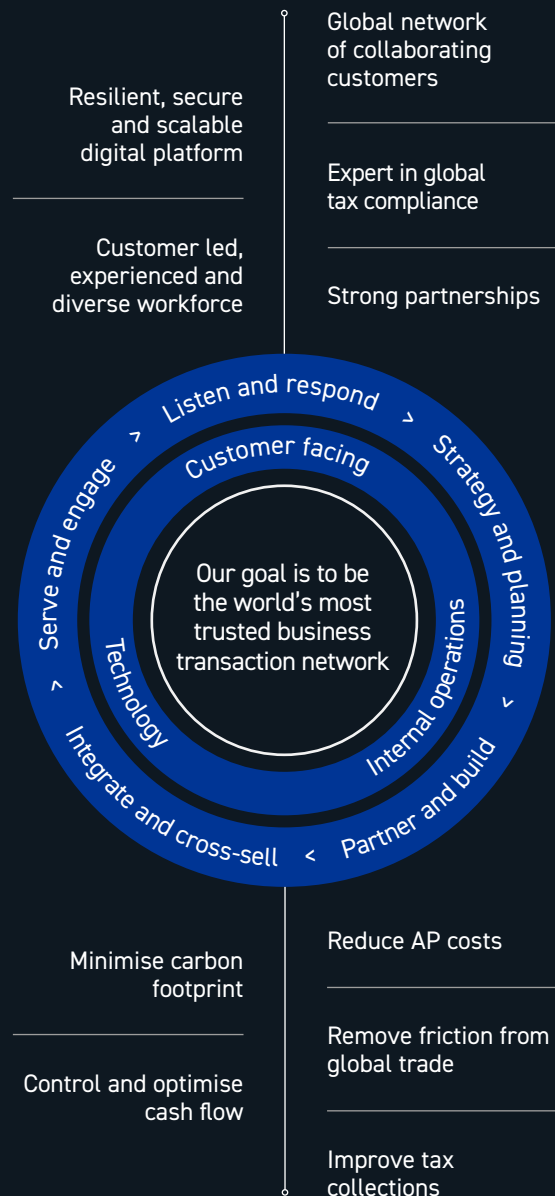 Resilient, secure
and scalable
digital platform
Customer led,
experienced and
diverse workforce
Global network
of collaborating
customers
Expert in global
tax compliance
Strong partnerships
Listen and respond >
Strategy and planning >
Partner and build >
Integrate and cross-sell >
Serve and engage >
Customer facing
Internal operations
Technology
Our goal is to be
the world’s most
trusted business
transaction network
Minimise carbon
footprint
Control and optimise
cash flow
Reduce AP costs
Remove friction from
global trade
Improve tax
collections